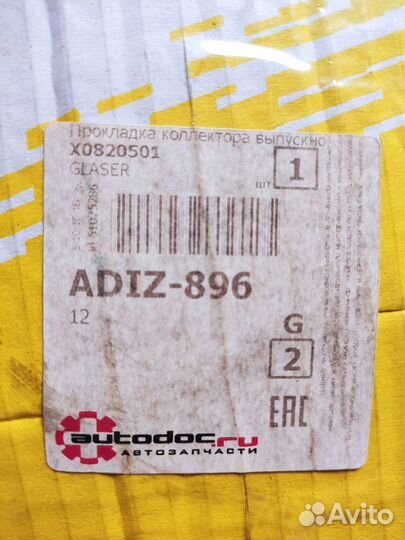 Прокладка коллектора выпускно
X0820501
GLASER
1
шт
ADIZ-896
12
G
2
EAC
autodoc.ru
АВТОЗАПЧАСТИ
Avito